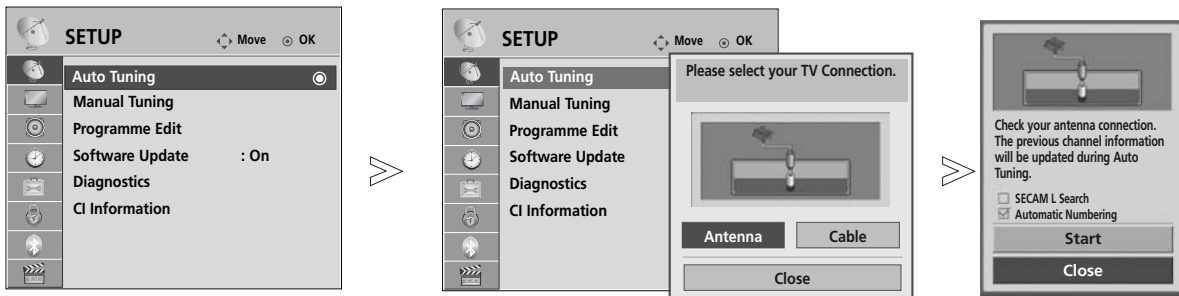 SETUP
Move OK
Auto Tuning
Manual Tuning
Programme Edit
Software Update : On
Diagnostics
CI Information
SETUP
Move OK
Auto Tuning
Manual Tuning
Programme Edit
Software Update
Diagnostics
CI Information
Please select your TV Connection.
Antenna Cable
Close
Check your antenna connection.
The previous channel information
will be updated during Auto
Tuning.
SECAM L Search
Automatic Numbering
Start
Close